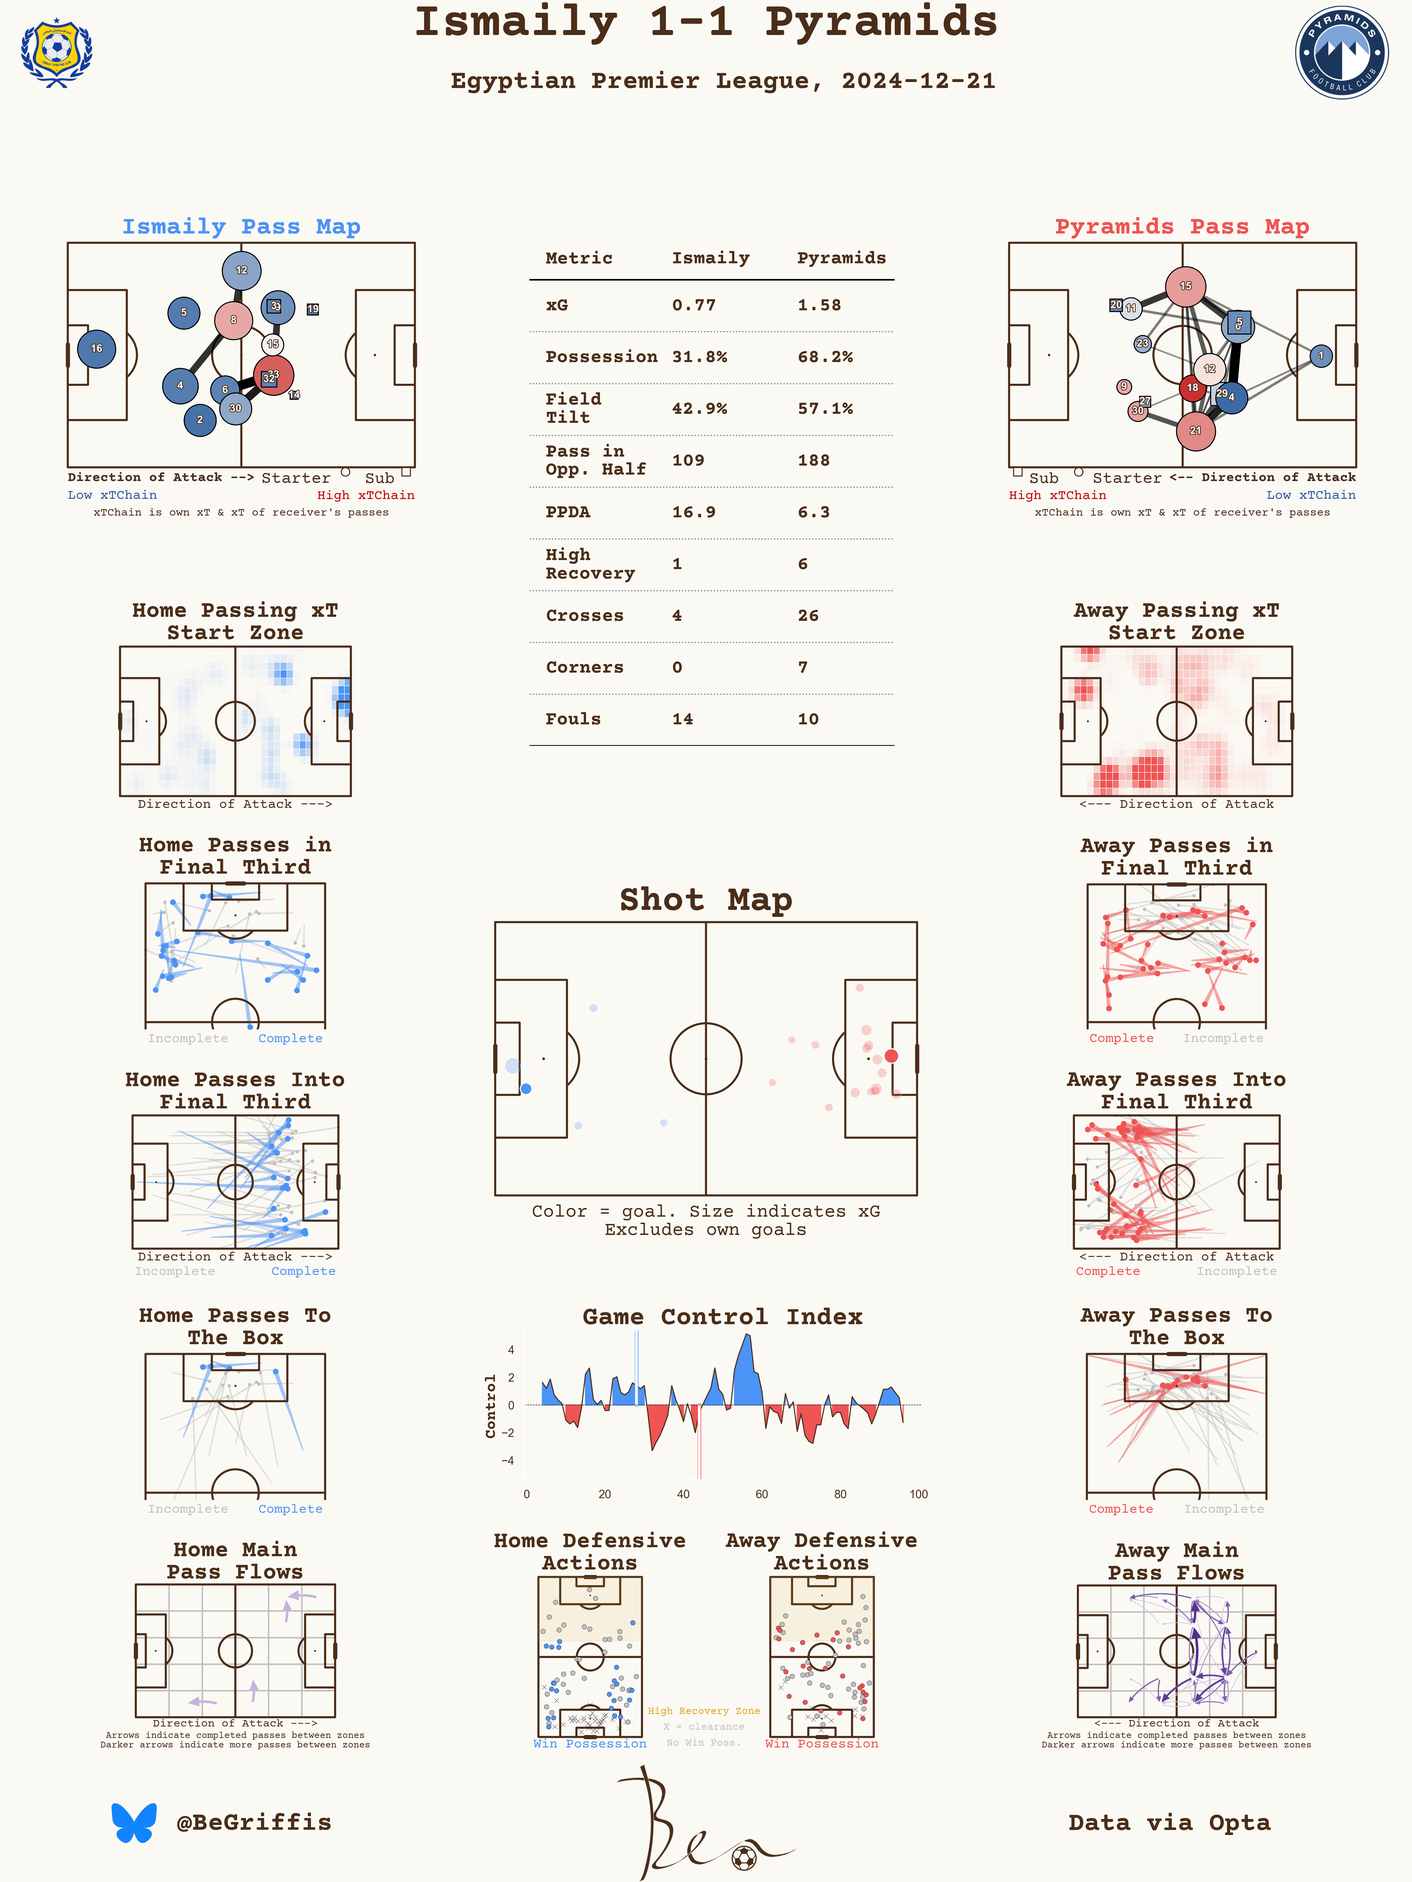 Ismaily 1-1 Pyramids
Egyptian Premier League, 2024-12-21
PYRAMIDS
FOOTBALL CLUB
Ismaily Pass Map
12
5
3
19
8
16
15
33
32
4
6
14
30
2
Direction of Attack --> Starter Sub
Low xTChain High xTChain
xTChain is own xT & xT of receiver's passes
Metric Ismaily Pyramids
xG 0.77 1.58
Possession 31.8% 68.2%
Field
Tilt 42.9% 57.1%
Pass in
Opp. Half 109 188
PPDA 16.9 6.3
High
Recovery 1 6
Crosses 4 26
Corners 0 7
Fouls 14 10
Pyramids Pass Map
15
20
11
5
6
23
1
12
9
18
29
4
27
30
21
Sub Starter <-- Direction of Attack
High xTChain Low xTChain
xTChain is own xT & xT of receiver's passes
Home Passing xT
Start Zone
Direction of Attack --->
Away Passing xT
Start Zone
<--- Direction of Attack
Home Passes in
Final Third
Incomplete Complete
Away Passes in
Final Third
Complete Incomplete
Shot Map
Color = goal. Size indicates xG
Excludes own goals
Home Passes Into
Final Third
Direction of Attack --->
Incomplete Complete
Away Passes Into
Final Third
<--- Direction of Attack
Complete Incomplete
Home Passes To
The Box
Incomplete Complete
Game Control Index
Control
4
2
0
−2
−4
0 20 40 60 80 100
Away Passes To
The Box
Complete Incomplete
Home Main
Pass Flows
Direction of Attack --->
Arrows indicate completed passes between zones
Darker arrows indicate more passes between zones
Home Defensive
Actions
Win Possession
Away Defensive
Actions
Win Possession
High Recovery Zone
X = clearance
No Win Poss.
Away Main
Pass Flows
<--- Direction of Attack
Arrows indicate completed passes between zones
Darker arrows indicate more passes between zones
@BeGriffis
Ben
Data via Opta